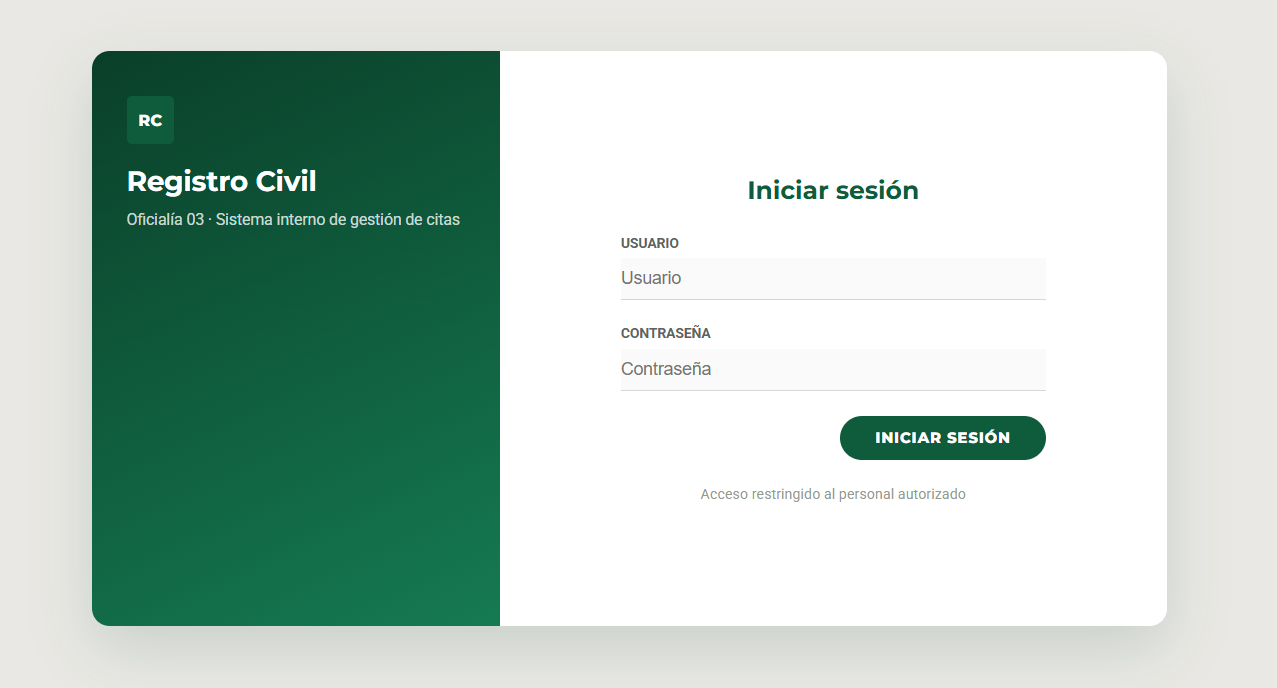 RC
Registro Civil
Oficialía 03 · Sistema interno de gestión de citas
Iniciar sesión
USUARIO
Usuario
CONTRASEÑA
Contraseña
INICIAR SESIÓN
Acceso restringido al personal autorizado